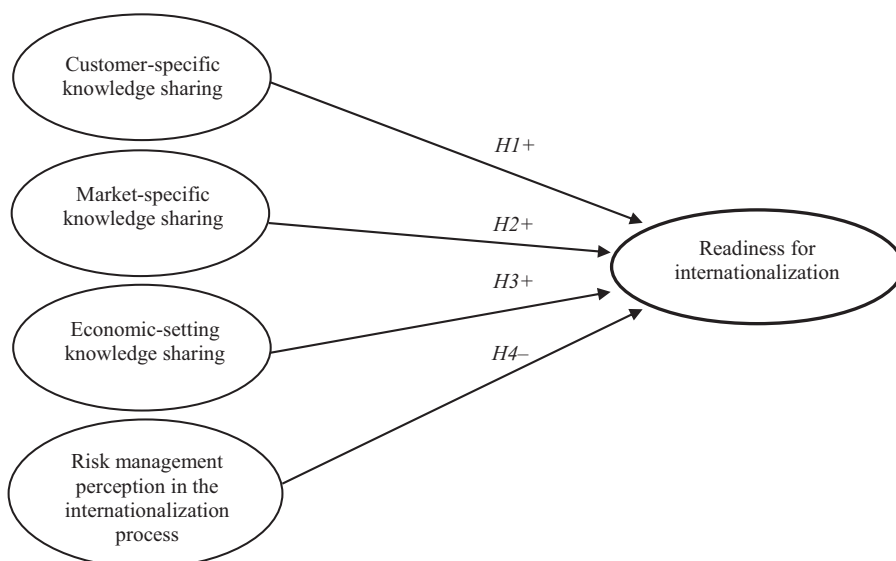 Customer-specific
knowledge sharing
H1+
Market-specific
knowledge sharing
H2+
Readiness for
internationalization
H3+
Economic-setting
knowledge sharing
H4–
Risk management
perception in the
internationalization
process